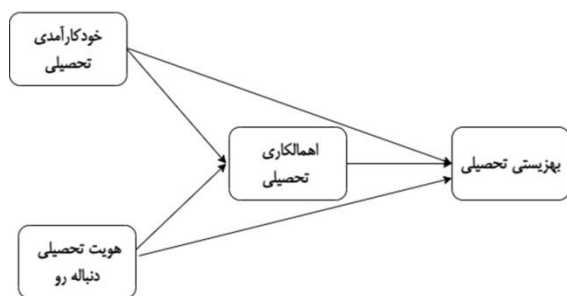 خودکارآمدی
تحصیلی
اهمالکاری
تحصیلی
بهزیستی تحصیلی
هویت تحصیلی
دنباله رو